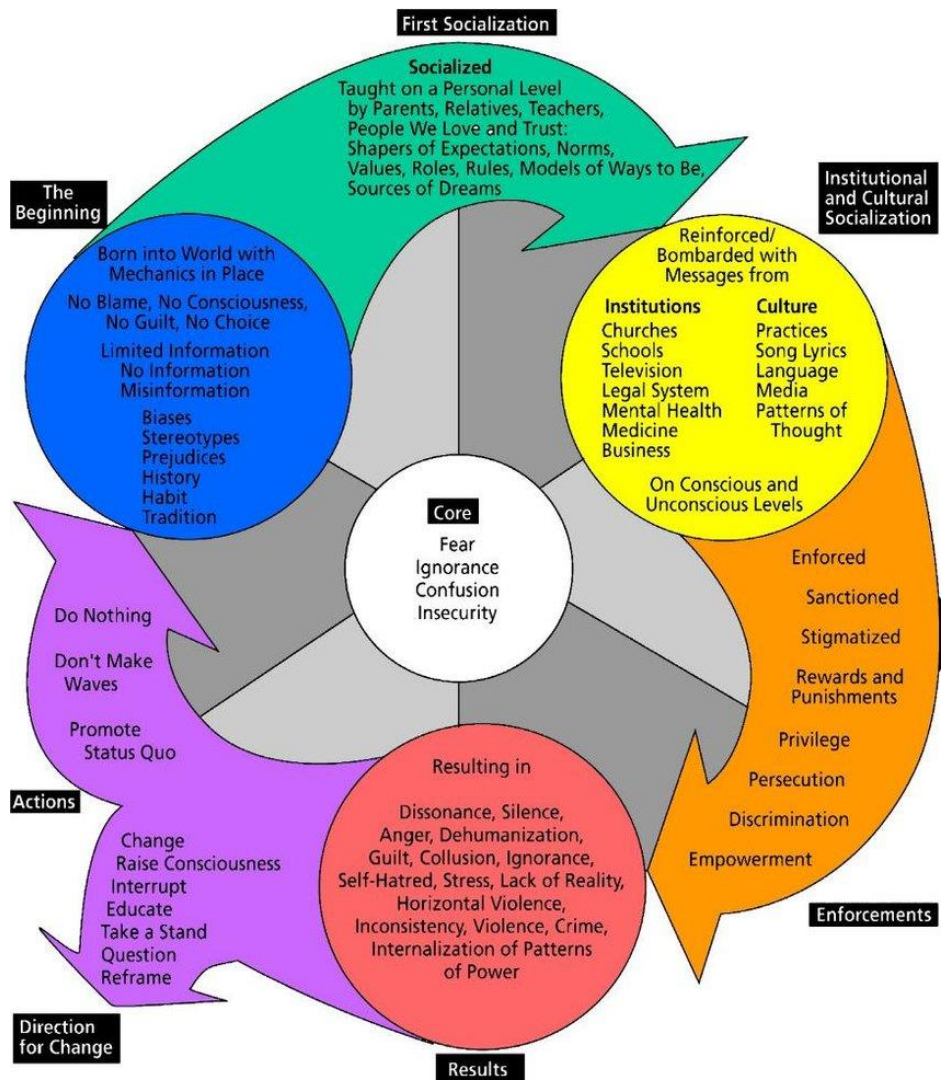 First Socialization
Socialized
Taught on a Personal Level
by Parents, Relatives, Teachers,
People We Love and Trust:
Shapers of Expectations, Norms,
Values, Roles, Rules, Models of Ways to Be,
Sources of Dreams
The
Beginning
Born into World with
Mechanics in Place
No Blame, No Consciousness,
No Guilt, No Choice
Limited Information
No Information
Misinformation
Biases
Stereotypes
Prejudices
History
Habit
Tradition
Institutional
and Cultural
Socialization
Reinforced/
Bombarded with
Messages from
Institutions
Churches
Schools
Television
Legal System
Mental Health
Medicine
Business
Culture
Practices
Song Lyrics
Language
Media
Patterns of
Thought
On Conscious and
Unconscious Levels
Core
Fear
Ignorance
Confusion
Insecurity
Enforced
Sanctioned
Stigmatized
Rewards and
Punishments
Privilege
Persecution
Discrimination
Empowerment
Enforcements
Resulting in
Dissonance, Silence,
Anger, Dehumanization,
Guilt, Collusion, Ignorance,
Self-Hatred, Stress, Lack of Reality,
Horizontal Violence,
Inconsistency, Violence, Crime,
Internalization of Patterns
of Power
Results
Do Nothing
Don't Make
Waves
Promote
Status Quo
Actions
Change
Raise Consciousness
Interrupt
Educate
Take a Stand
Question
Reframe
Direction
for Change